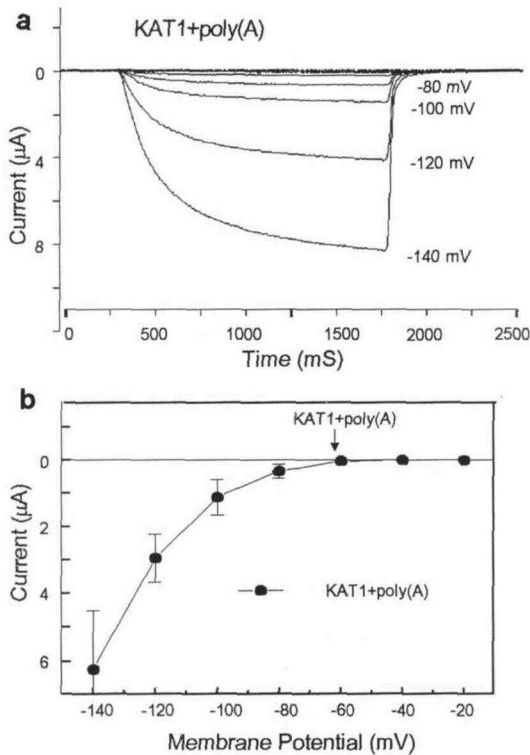 a
KAT1+poly(A)
0
4
8
Current (μA)
-80 mV
-100 mV
-120 mV
-140 mV
0 500 1000 1500 2000 2500
Time (mS)
b
KAT1+poly(A)
0
2
4
6
Current (μA)
KAT1+poly(A)
-140 -120 -100 -80 -60 -40 -20
Membrane Potential (mV)